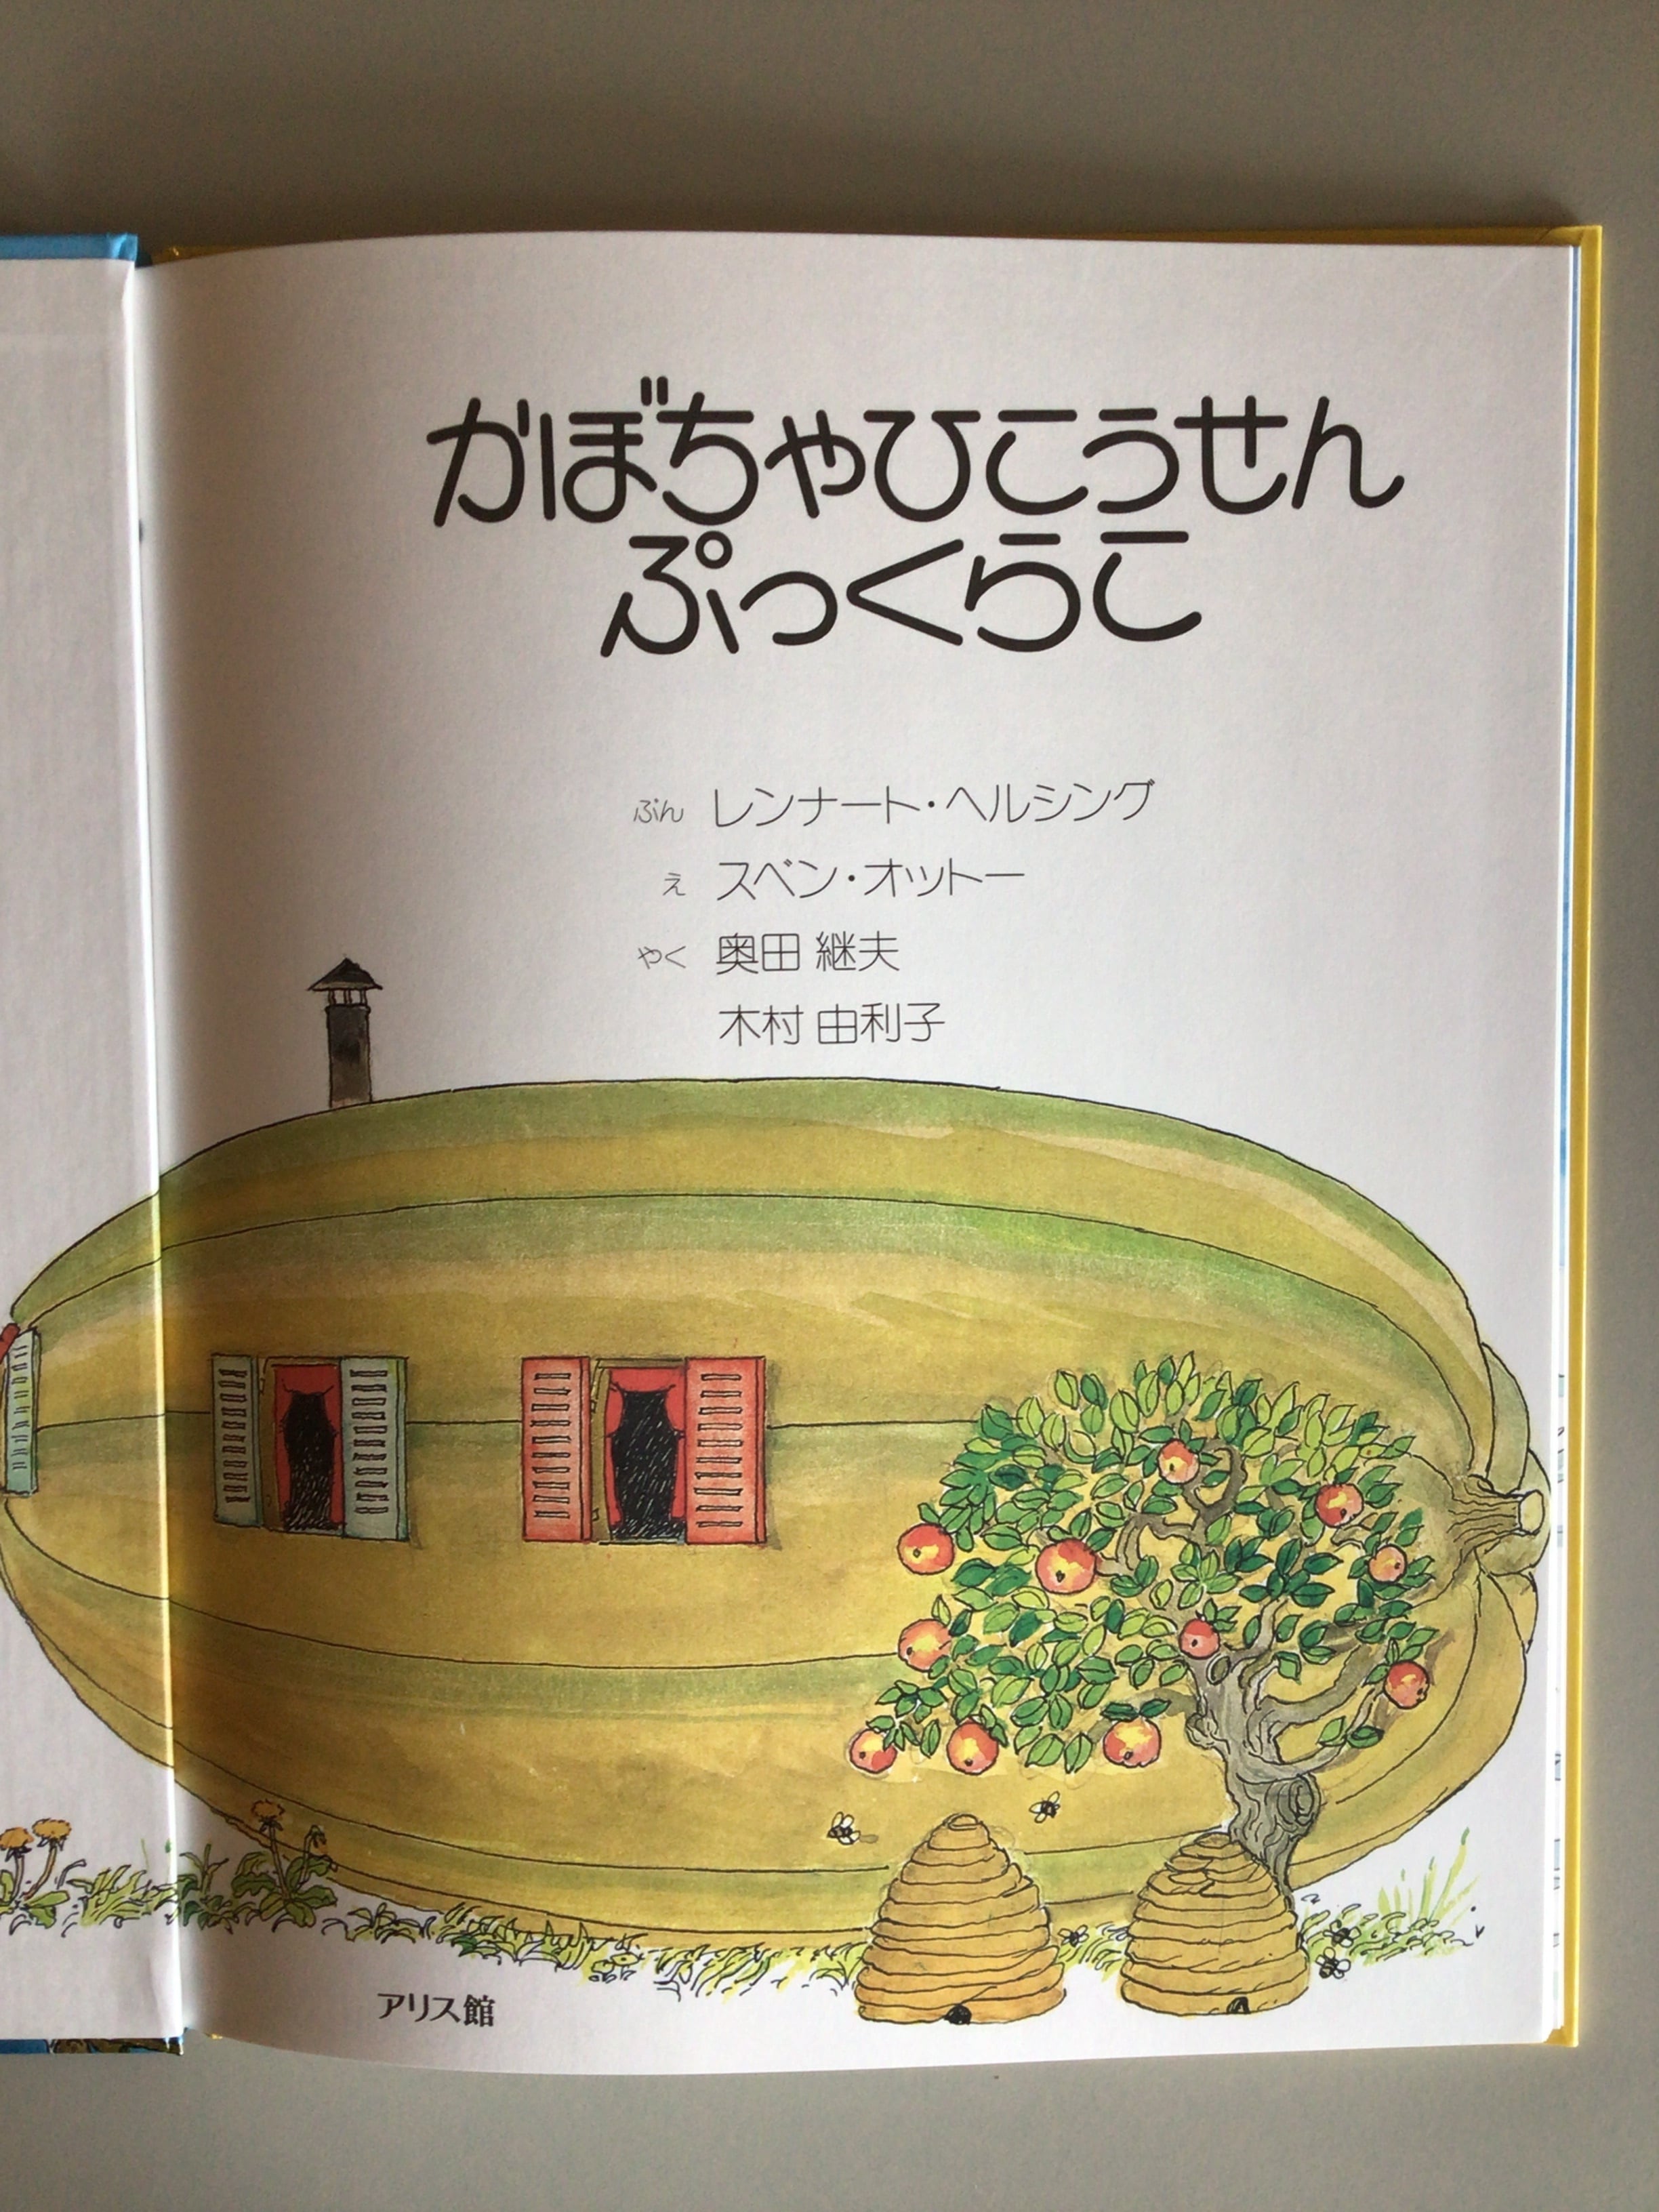 かぼちゃひこうせん
ぷっくらこ
ぶん レンナート・ヘルシング
え スベン・オットー
やく 奥田 継夫
木村 由利子
アリス館